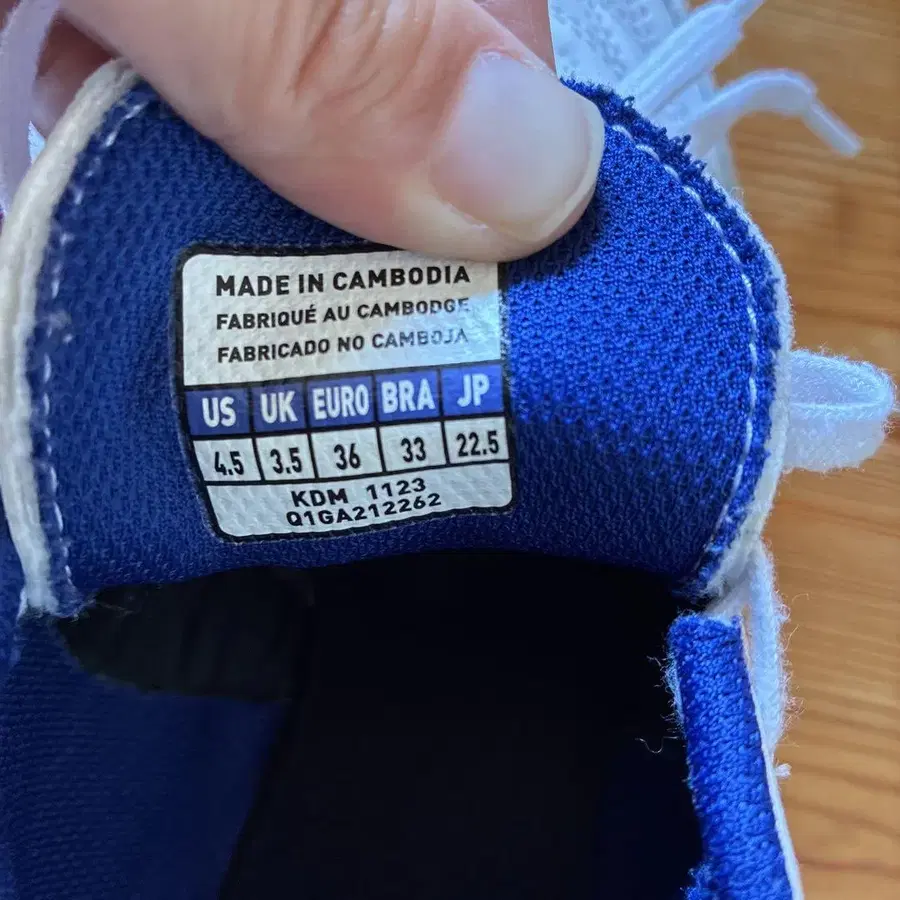 MADE IN CAMBODIA
FABRIQUÉ AU CAMBODGE
FABRICADO NO CAMBOJA
US UK EURO BRA JP
4.5 3.5 36 33 22.5
KDM 1123
Q1GA212262